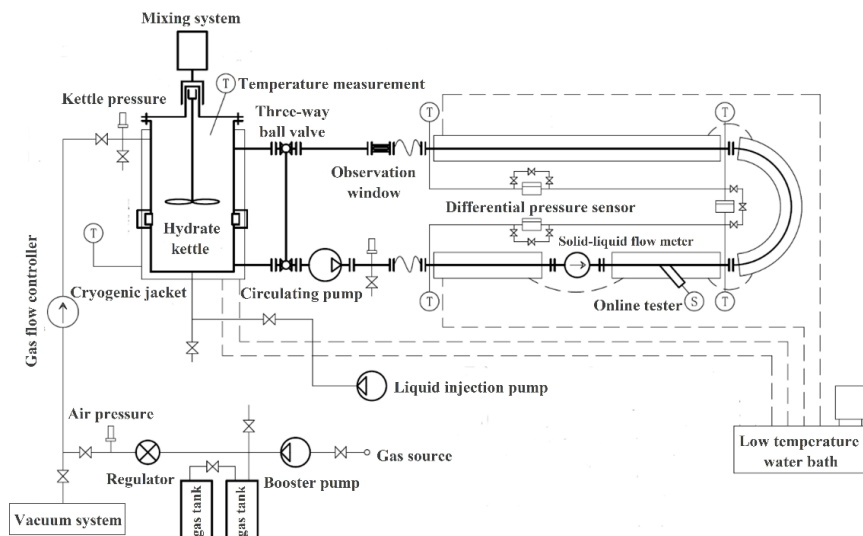 Mixing system
T
Temperature measurement
Kettle pressure
Three-way
ball valve
T
T
Observation
window
Differential pressure sensor
Hydrate
kettle
T
Solid-liquid flow meter
Gas flow controller
Cryogenic jacket
Circulating pump
T
Online tester
S
T
Liquid injection pump
Air pressure
Regulator
Booster pump
Gas source
Low temperature
water bath
Vacuum system
gas tank
gas tank